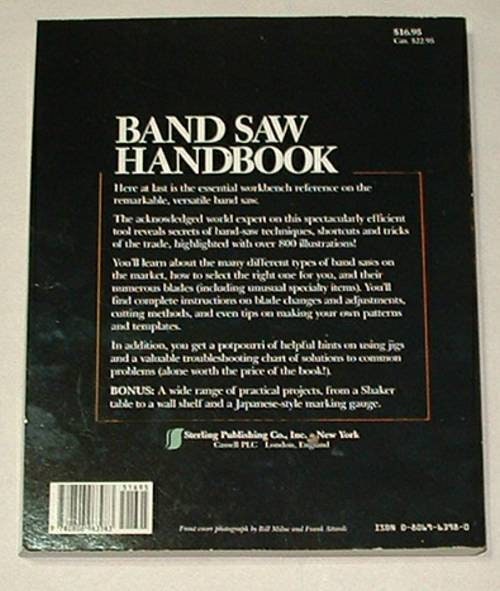 $16.95
Can. $22.95
BAND SAW
HANDBOOK
Here at last is the essential workbench reference on the
remarkable, versatile band saw.
The acknowledged world expert on this spectacularly efficient
tool reveals secrets of band-saw techniques, shortcuts and tricks
of the trade, highlighted with over 800 illustrations!
You'll learn about the many different types of band saws on
the market, how to select the right one for you, and their
numerous blades (including unusual specialty items). You'll
find complete instructions on blade changes and adjustments,
cutting methods, and even tips on making your own patterns
and templates.
In addition, you get a potpourri of helpful hints on using jigs
and a valuable troubleshooting chart of solutions to common
problems (alone worth the price of the book!).
BONUS: A wide range of practical projects, from a Shaker
table to a wall shelf and a Japanese-style marking gauge.
Sterling Publishing Co., Inc. New York
Cassell PLC London, England
51695
Front cover photograph by Bill Milne and Frank
ISBN 0-8069-6398-0